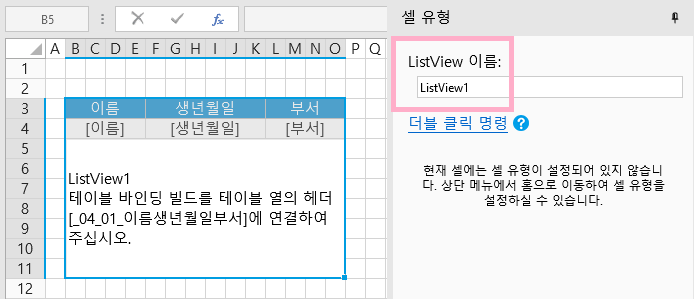 B5
fx
셀 유형
ListView 이름:
ListView1
더블 클릭 명령 ?
현재 셀에는 셀 유형이 설정되어 있지 않습니
다. 상단 메뉴에서 홈으로 이동하여 셀 유형을
설정하실 수 있습니다.
A B C D E F G H I J K L M N O P Q
1
2
3 이름 생년월일 부서
4 [이름] [생년월일] [부서]
5
6
7 ListView1
테이블 바인딩 빌드를 테이블 열의 헤더
8
[_04_01_이름생년월일부서]에 연결하여
9
주십시오.
10
11
12